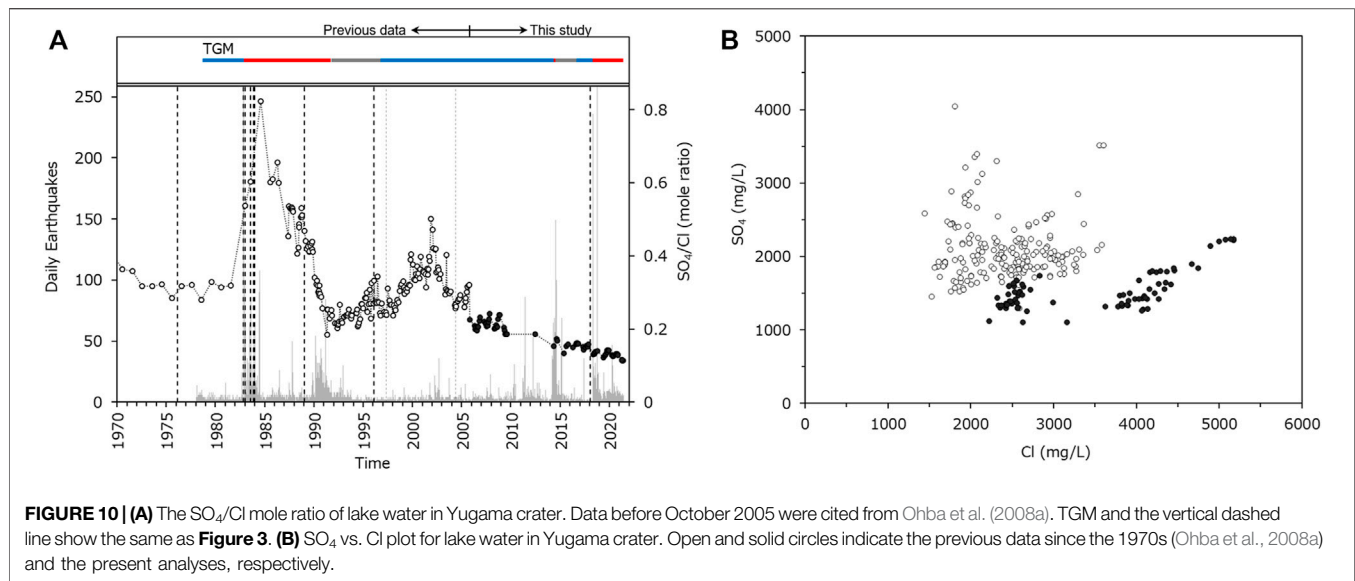 A
Previous data
This study
TGM
250
200
150
100
50
0
Daily Earthquakes
0.8
0.6
0.4
0.2
0
SO₄/Cl (mole ratio)
1970
1975
1980
1985
1990
1995
2000
2005
2010
2015
2020
Time
B
5000
4000
3000
2000
1000
0
SO₄ (mg/L)
0
1000
2000
3000
4000
5000
6000
Cl (mg/L)
FIGURE 10 | (A) The SO₄/Cl mole ratio of lake water in Yugama crater. Data before October 2005 were cited from Ohba et al. (2008a). TGM and the vertical dashed
line show the same as Figure 3. (B) SO₄ vs. Cl plot for lake water in Yugama crater. Open and solid circles indicate the previous data since the 1970s (Ohba et al., 2008a)
and the present analyses, respectively.